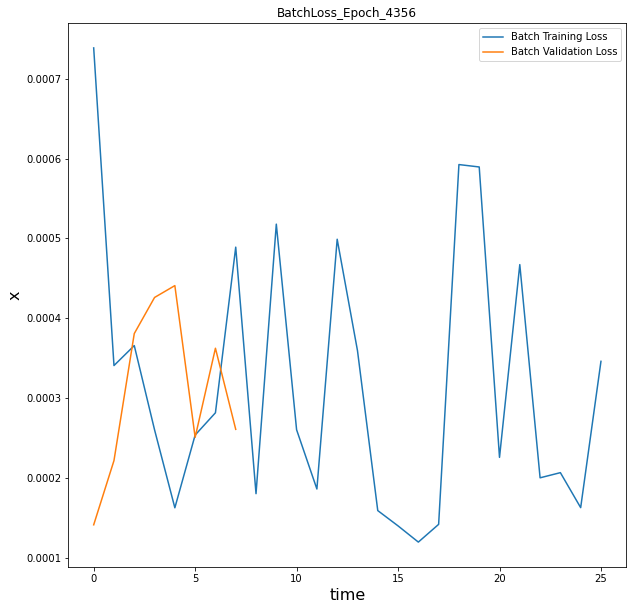 BatchLoss_Epoch_4356
Batch Training Loss
Batch Validation Loss
0.0007
0.0006
0.0005
0.0004
0.0003
0.0002
0.0001
x
0 5 10 15 20 25
time